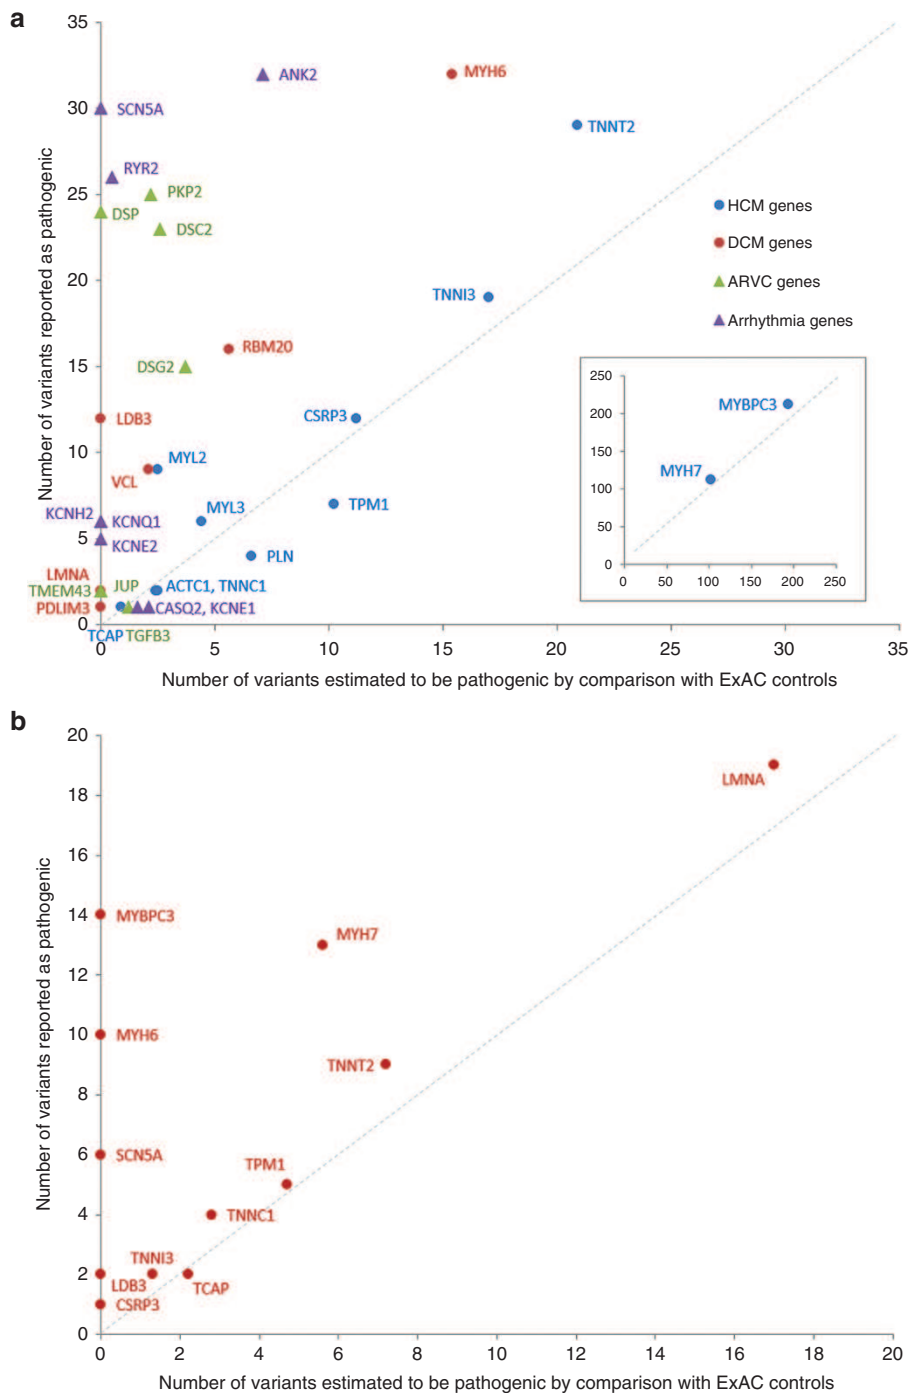 a
35
30
25
20
15
10
5
0
Number of variants reported as pathogenic
ANK2
MYH6
SCN5A
TNNT2
RYR2
PKP2
DSP
DSC2
HCM genes
DCM genes
ARVC genes
Arrhythmia genes
TNNI3
RBM20
DSG2
LDB3
CSRP3
MYL2
VCL
MYL3
TPM1
KCNH2
KCNQ1
KCNE2
PLN
LMNA
TMEM43
JUP
ACTC1, TNNC1
PDLIM3
CASQ2, KCNE1
TCAP
TGFB3
250
200
150
100
50
0
MYBPC3
MYH7
0 50 100 150 200 250
0 5 10 15 20 25 30 35
Number of variants estimated to be pathogenic by comparison with ExAC controls
b
20
18
16
14
12
10
8
6
4
2
0
Number of variants reported as pathogenic
LMNA
MYBPC3
MYH7
MYH6
TNNT2
SCN5A
TPM1
TNNC1
TNNI3
LDB3
TCAP
CSRP3
0 2 4 6 8 10 12 14 16 18 20
Number of variants estimated to be pathogenic by comparison with ExAC controls